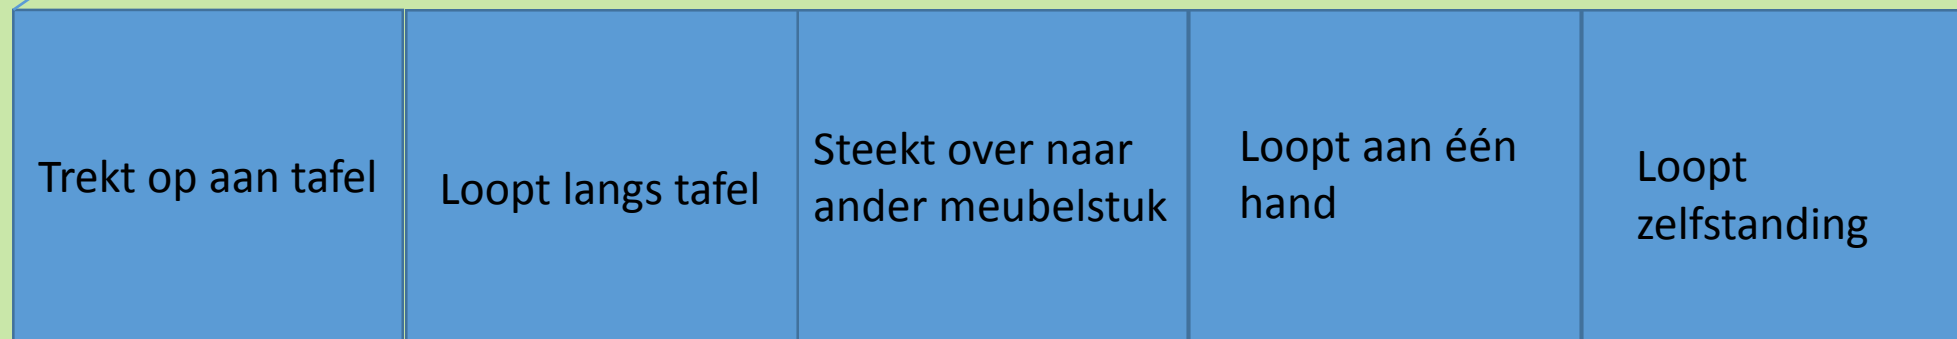 Trekt op aan tafel
Loopt langs tafel
Steekt over naar
ander meubelstuk
Loopt aan één
hand
Loopt
zelfstanding